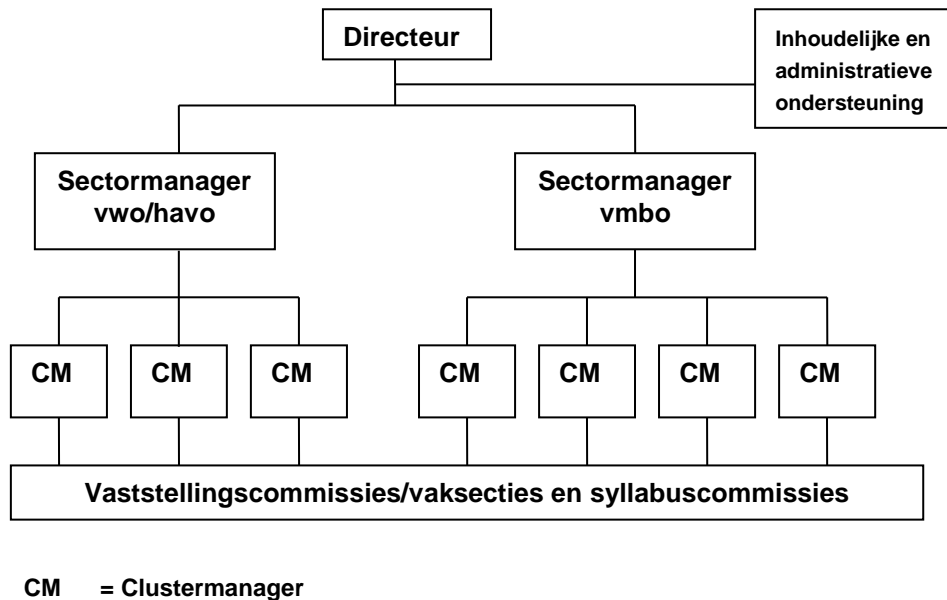 Directeur
Inhoudelijke en
administratieve
ondersteuning
Sectormanager
vwo/havo
Sectormanager
vmbo
CM
CM
CM
CM
CM
CM
CM
Vaststellingscommissies/vaksecties en syllabuscommissies
CM = Clustermanager